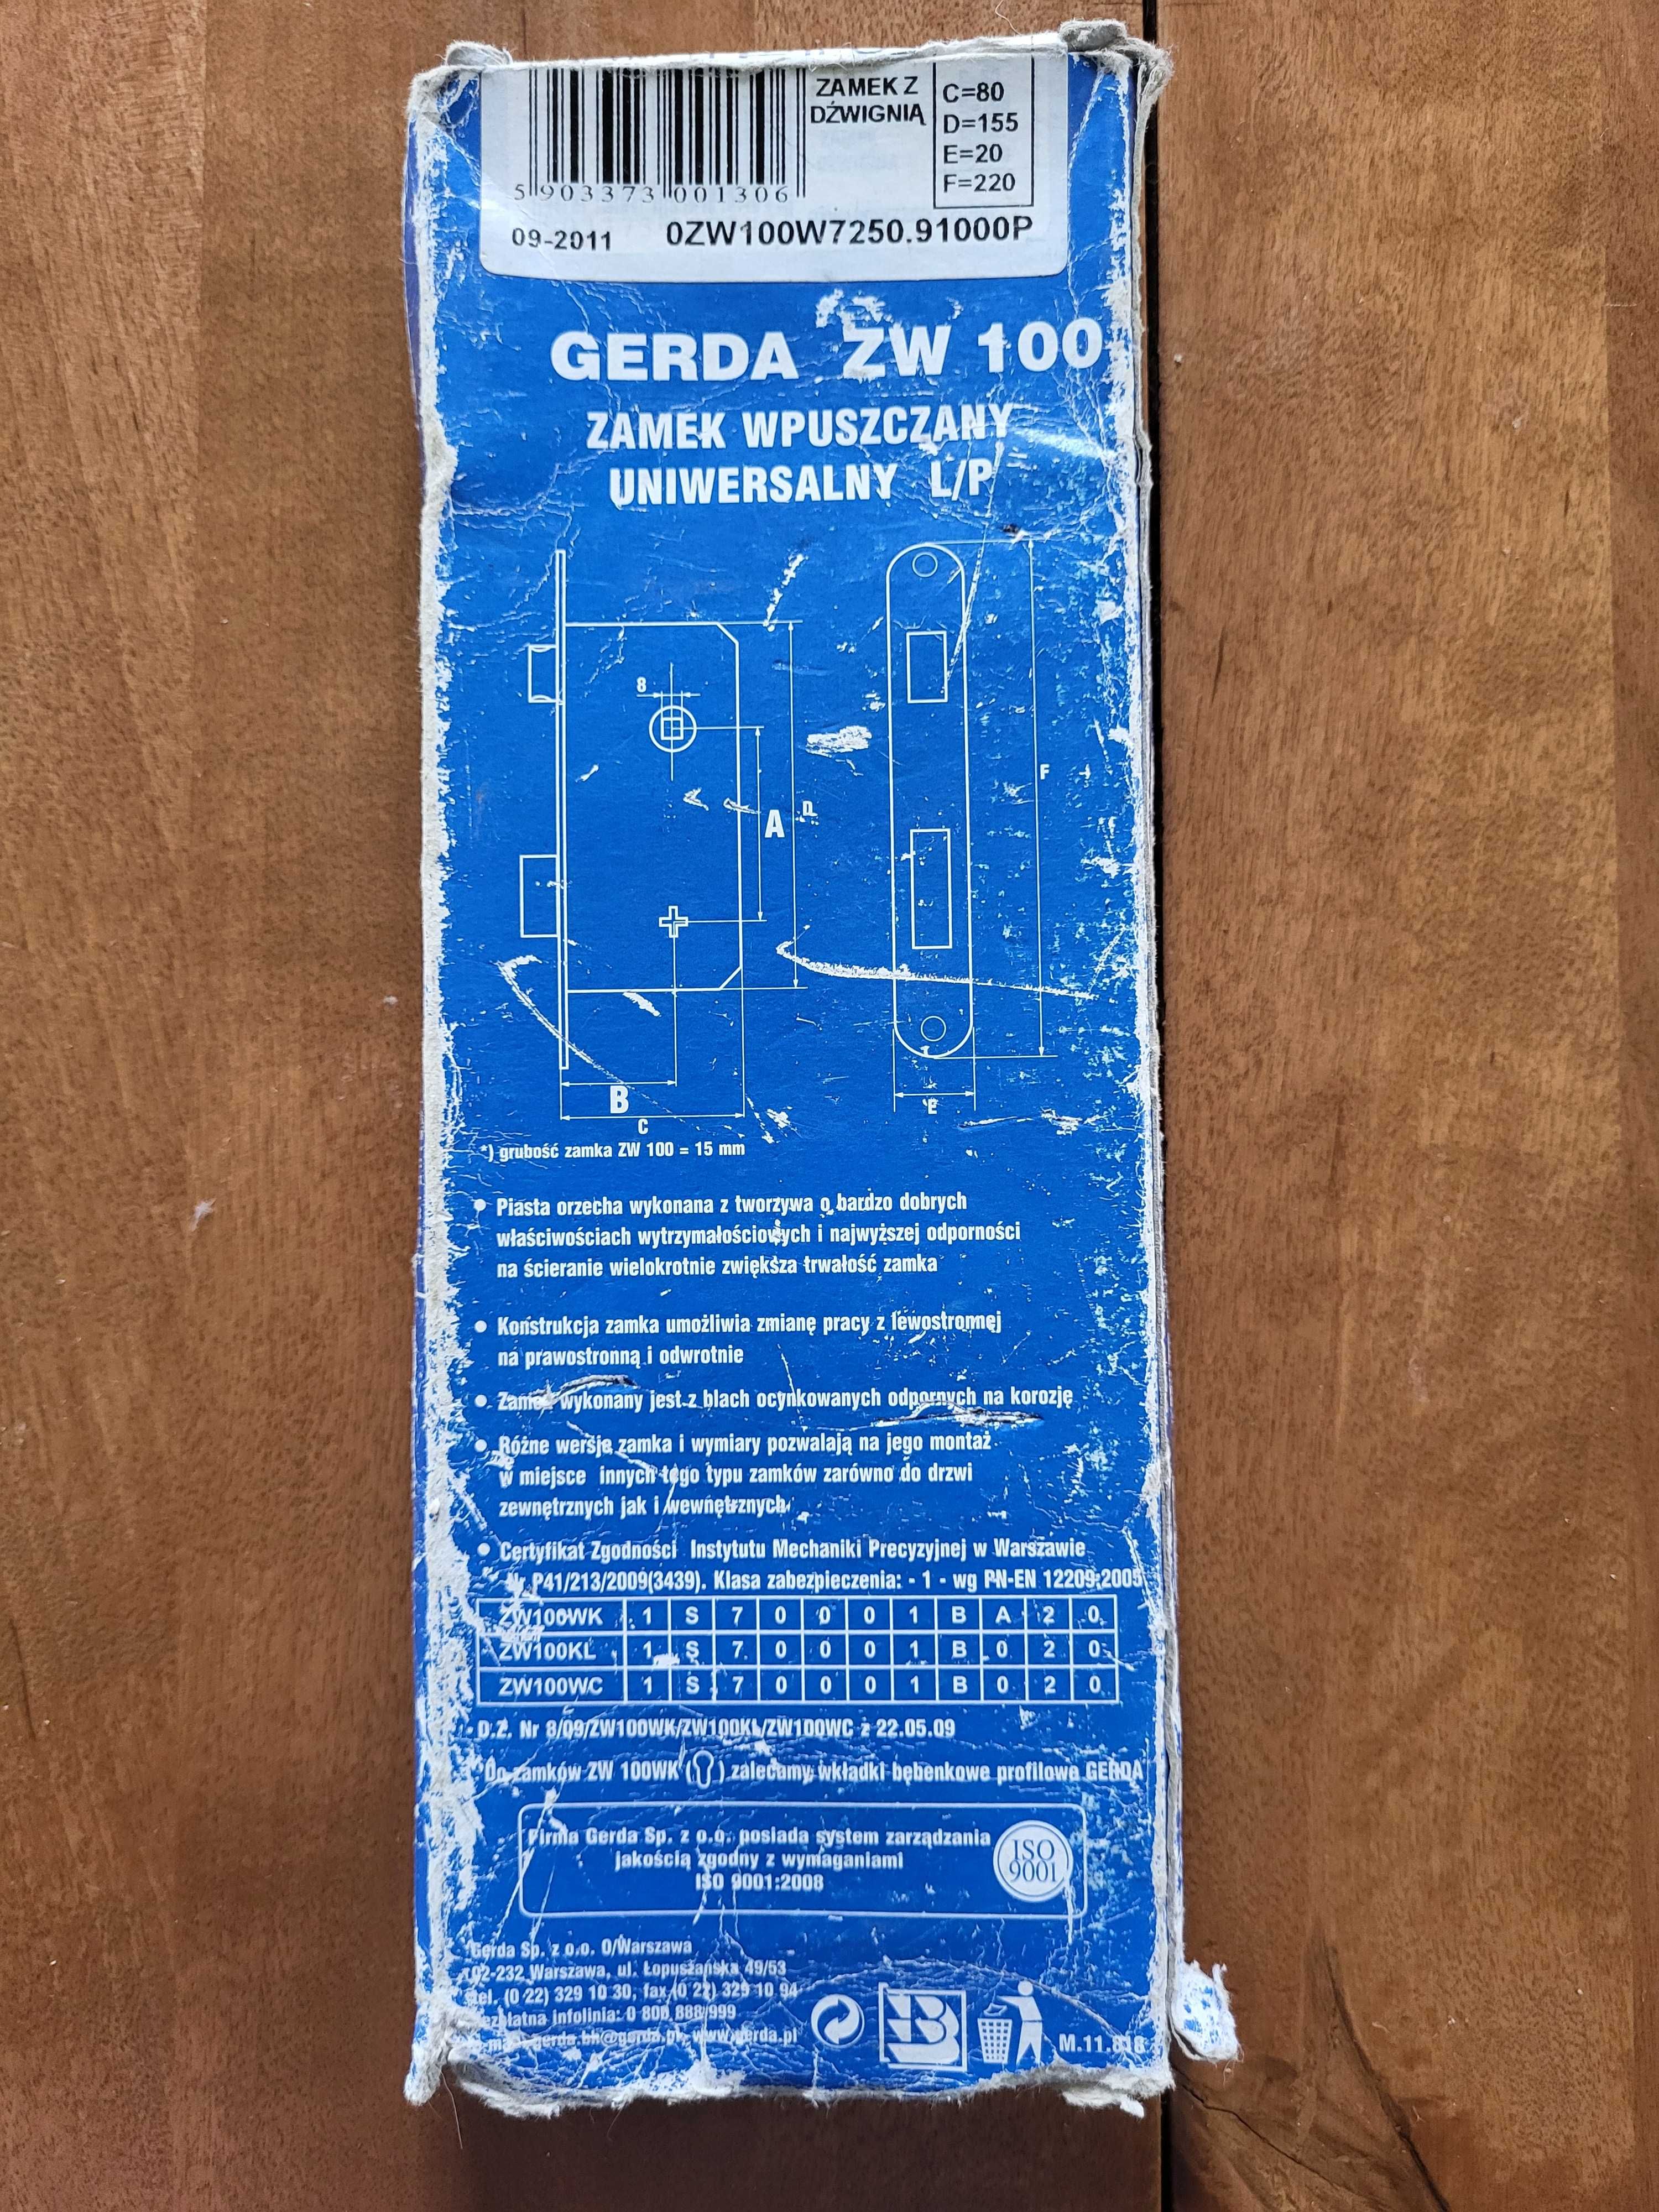 ZAMEK Z
DŹWIGNIĄ
C=80
D=155
E=20
F=220
5 903373 001306
09-2011 0ZW100W7250.91000P
GERDA ZW 100
ZAMEK WPUSZCZANY
UNIWERSALNY L/P
8
A
D
F
B
C
E
*) grubość zamka ZW 100 = 15 mm
• Piasta orzecha wykonana z tworzywa o bardzo dobrych
właściwościach wytrzymałościowych i najwyższej odporności
na ścieranie wielokrotnie zwiększa trwałość zamka
• Konstrukcja zamka umożliwia zmianę pracy z lewostronnej
na prawostronną i odwrotnie
• Zamek wykonany jest z blach ocynkowanych odpornych na korozję
• Różne wersje zamka i wymiary pozwalają na jego montaż
w miejsce innych tego typu zamków zarówno do drzwi
zewnętrznych jak i wewnętrznych
• Certyfikat Zgodności Instytutu Mechaniki Precyzyjnej w Warszawie
Nr P41/213/2009(3439). Klasa zabezpieczenia: - 1 - wg PN-EN 12209:2005
ZW100WK 1 S 7 0 0 0 1 B A 2 0
ZW100KL 1 S 7 0 0 0 1 B 0 2 0
ZW100WC 1 S 7 0 0 0 1 B 0 2 0
D.Z. Nr 8/09/ZW100WK/ZW100KL/ZW100WC z 22.05.09
Do zamków ZW 100WK ( ) zalecamy wkładki bębenkowe profilowe GERDA
Firma Gerda Sp. z o.o. posiada system zarządzania
jakością zgodny z wymaganiami
ISO 9001:2008
ISO
9001
Gerda Sp. z o.o. O/Warszawa
02-232 Warszawa, ul. Łopuszańska 49/53
tel. (0 22) 329 10 30, fax (0 22) 329 10 94
bezpłatna infolinia: 0 800 888 999
gerda.bh@gerda.pl, www.gerda.pl
B
M.11.818